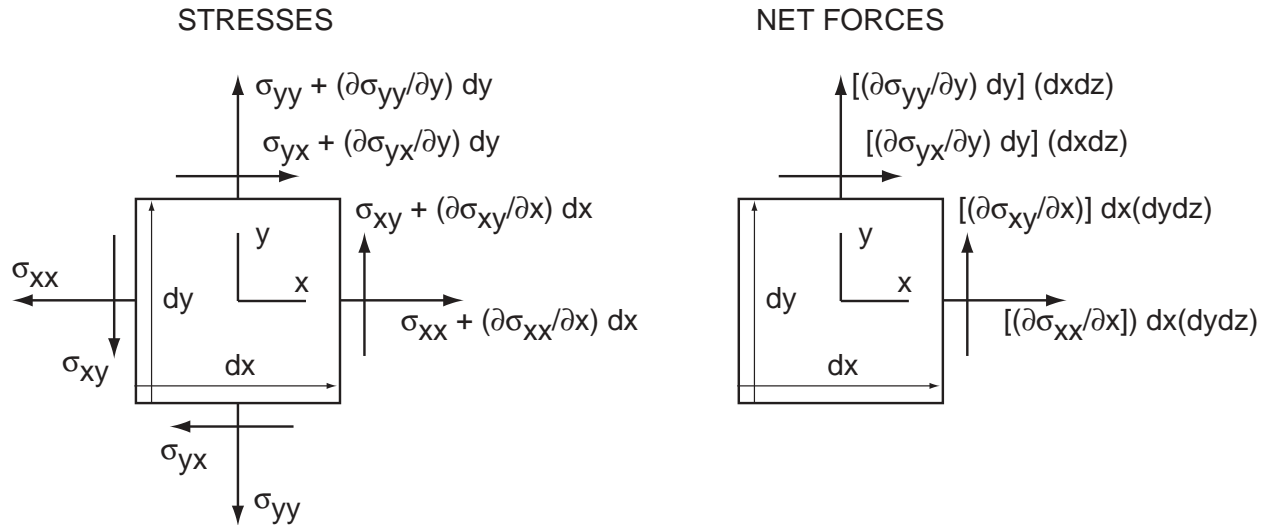 STRESSES
σyy + (∂σyy/∂y) dy
σyx + (∂σyx/∂y) dy
σxy + (∂σxy/∂x) dx
y
σxx
x
dy
σxx + (∂σxx/∂x) dx
σxy
dx
σyx
σyy
NET FORCES
[(∂σyy/∂y) dy] (dxdz)
[(∂σyx/∂y) dy] (dxdz)
[(∂σxy/∂x)] dx(dydz)
y
x
dy
[(∂σxx/∂x]) dx(dydz)
dx